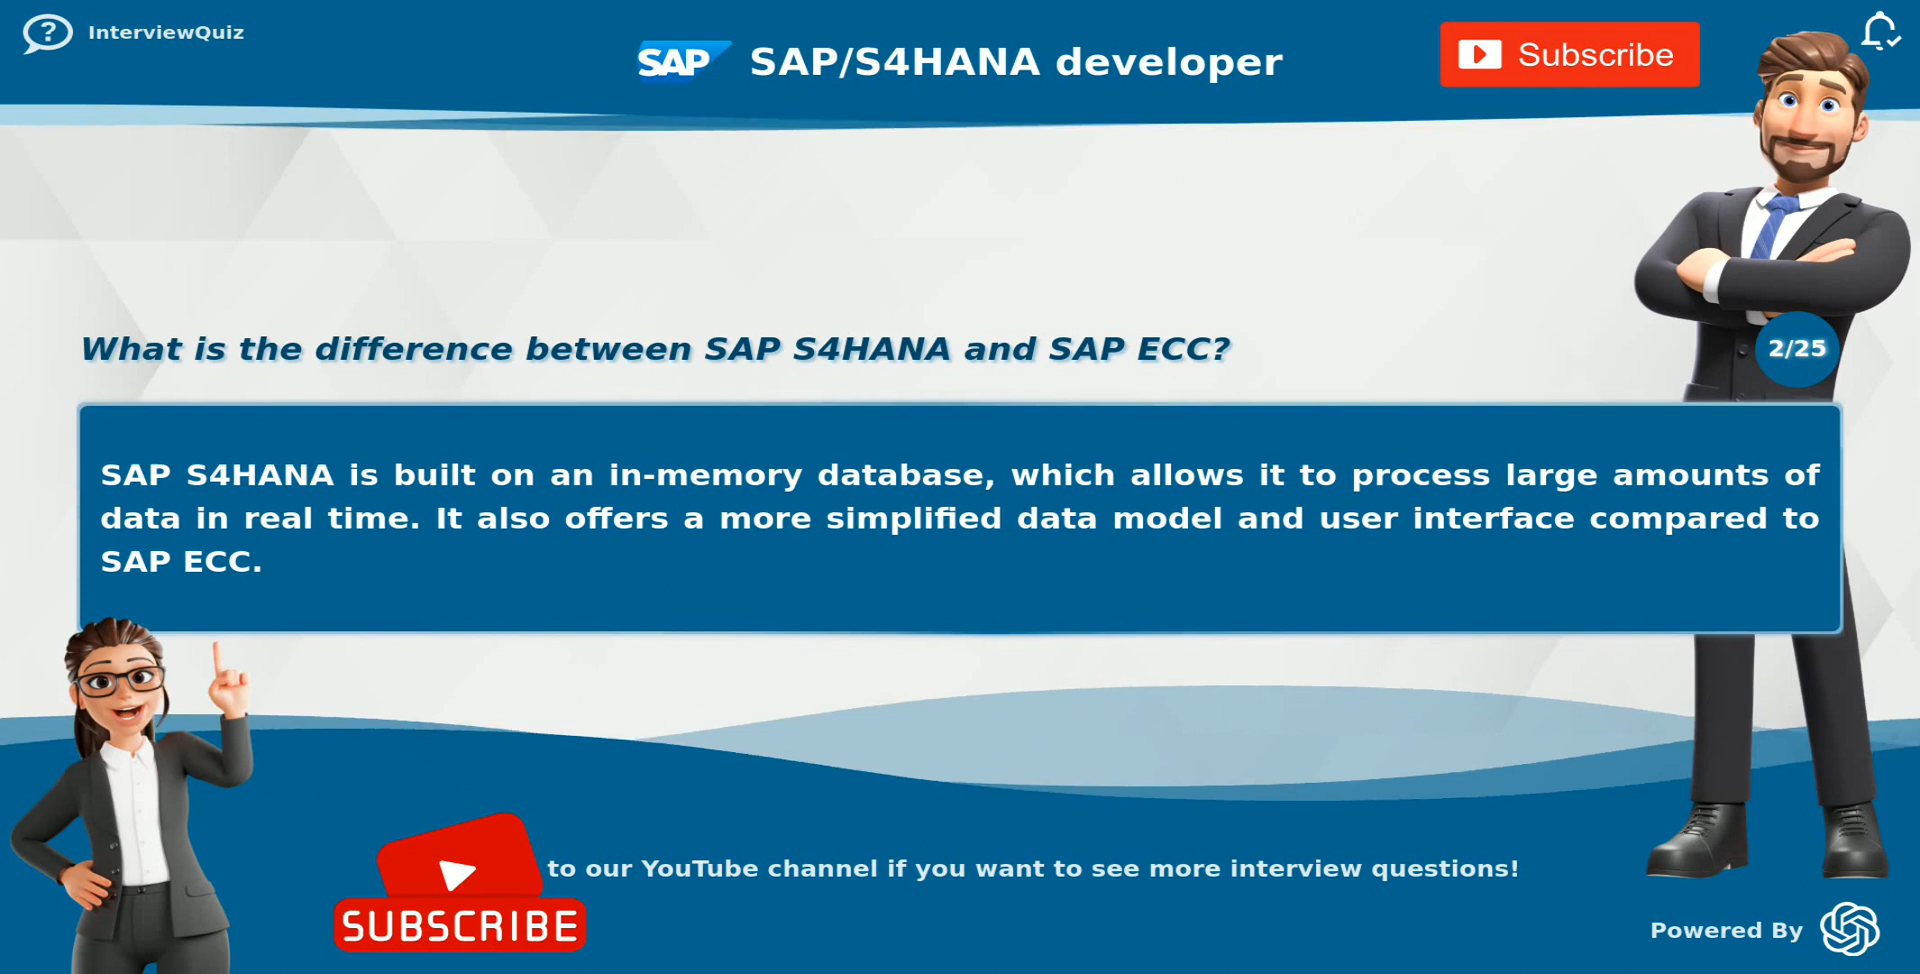 InterviewQuiz
SAP SAP/S4HANA developer
Subscribe
What is the difference between SAP S4HANA and SAP ECC?
2/25
SAP S4HANA is built on an in-memory database, which allows it to process large amounts of
data in real time. It also offers a more simplified data model and user interface compared to
SAP ECC.
to our YouTube channel if you want to see more interview questions!
SUBSCRIBE
Powered By